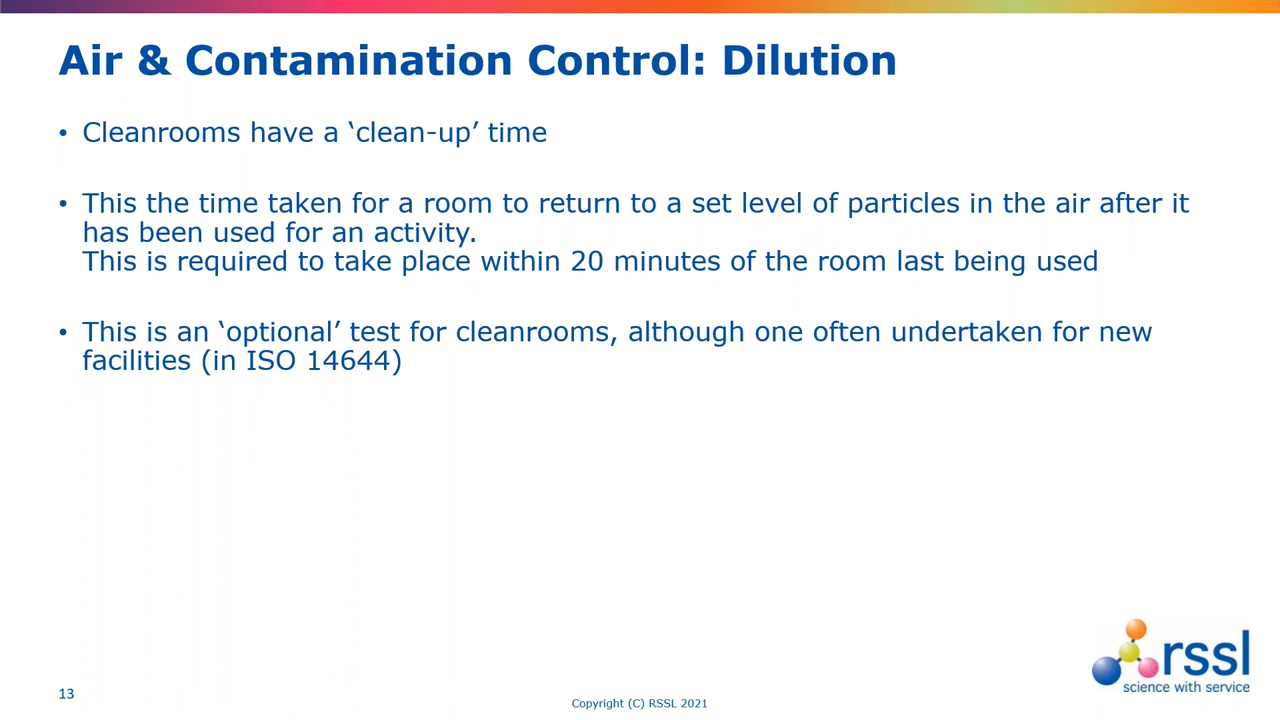 Air & Contamination Control: Dilution
• Cleanrooms have a ‘clean-up’ time
• This the time taken for a room to return to a set level of particles in the air after it
has been used for an activity.
This is required to take place within 20 minutes of the room last being used
• This is an ‘optional’ test for cleanrooms, although one often undertaken for new
facilities (in ISO 14644)
rssl
science with service
13
Copyright (C) RSSL 2021